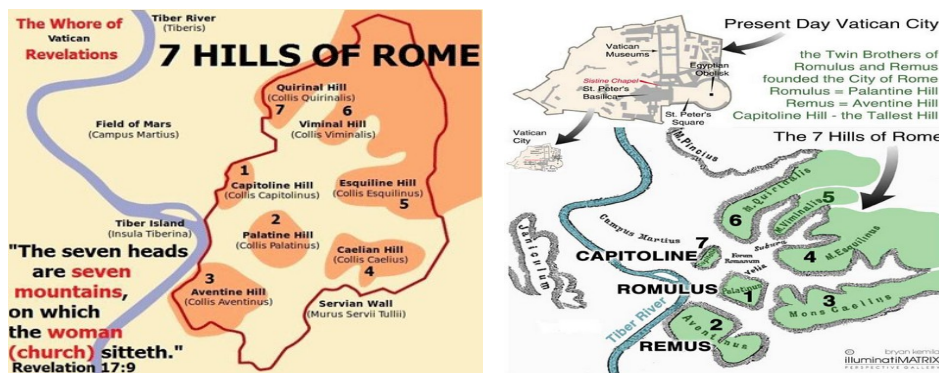 The Whore of
Vatican
Revelations
Tiber River
(Tiberis)
7 HILLS OF ROME
Quirinal Hill
(Collis Quirinalis)
7
6
Viminal Hill
(Collis Viminalis)
Field of Mars
(Campus Martius)
1
Capitoline Hill
(Collis Capitolinus)
Esquiline Hill
(Collis Esquilinus)
5
2
Palatine Hill
(Collis Palatinus)
Tiber Island
(Insula Tiberina)
Caelian Hill
(Collis Caelius)
4
3
Aventine Hill
(Collis Aventinus)
Servian Wall
(Murus Servii Tullii)
"The seven heads
are seven
mountains,
on which
the woman
(church) sitteth."
Revelation 17:9
Present Day Vatican City
Vatican
Museums
Egyptian
Obolisk
Sistine Chapel
St. Peter's
Basilica
St. Peter's
Square
the Twin Brothers of
Romulus and Remus
founded the City of Rome
Romulus = Palantine Hill
Remus = Aventine Hill
Capitoline Hill - the Tallest Hill
The 7 Hills of Rome
Vatican
City
M. Pincius
M. Quirinalis
6
M. Viminalis
5
Campus Martius
Janiculum
7
CAPITOLINE
Subura
Forum
Romanum
Velia
M. Esquilinus
4
ROMULUS
Palatinus
1
3
Mons Caelius
Tiber River
2
Aventinus
REMUS
© bryan kemila
illuminatiMATRIX
PERSPECTIVE GALLERY